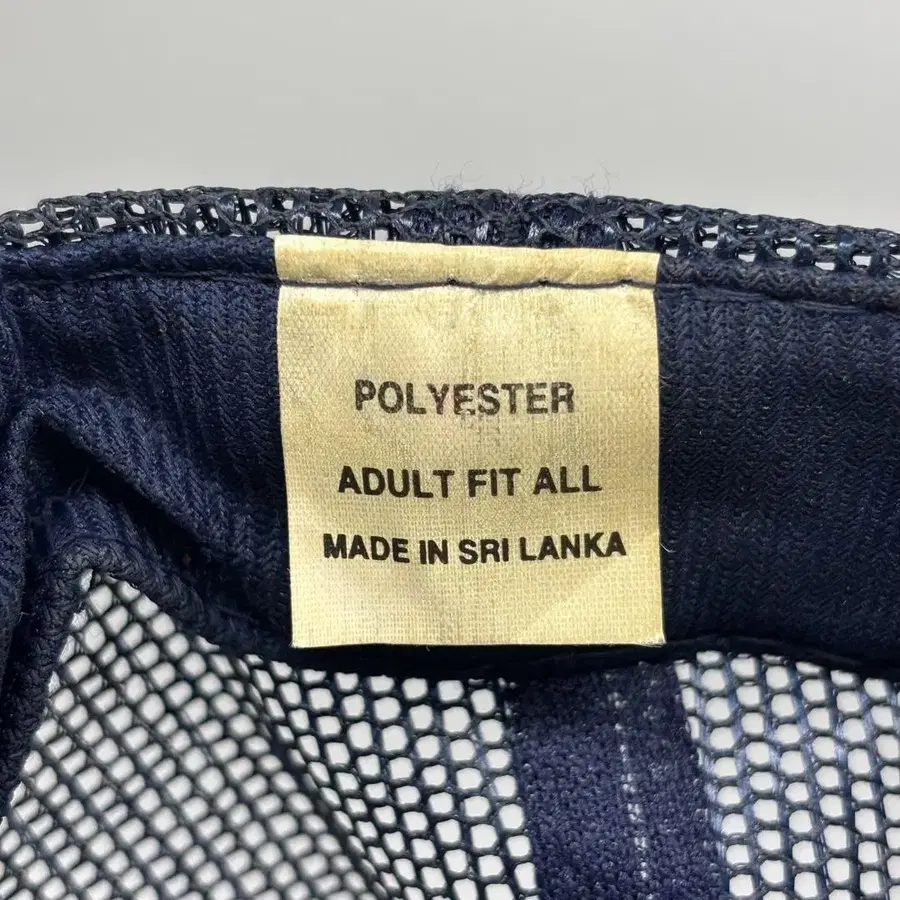 POLYESTER
ADULT FIT ALL
MADE IN SRI LANKA